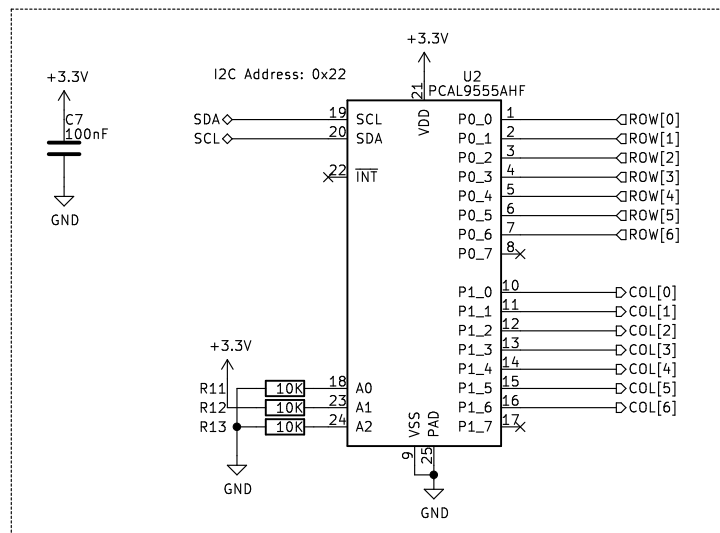 +3.3V
I2C Address: 0x22
U2
PCAL9555AHF
+3.3V
C7
100nF
GND
SDA
SCL
19
20
22
SCL
SDA
INT
21
VDD
P0_0 1 ROW[0]
P0_1 2 ROW[1]
P0_2 3 ROW[2]
P0_3 4 ROW[3]
P0_4 5 ROW[4]
P0_5 6 ROW[5]
P0_6 7 ROW[6]
P0_7 8
P1_0 10 COL[0]
P1_1 11 COL[1]
P1_2 12 COL[2]
P1_3 13 COL[3]
P1_4 14 COL[4]
P1_5 15 COL[5]
P1_6 16 COL[6]
P1_7 17
+3.3V
R11 10K 18 A0
R12 10K 23 A1
R13 10K 24 A2
GND
VSS
PAD
9
25
GND